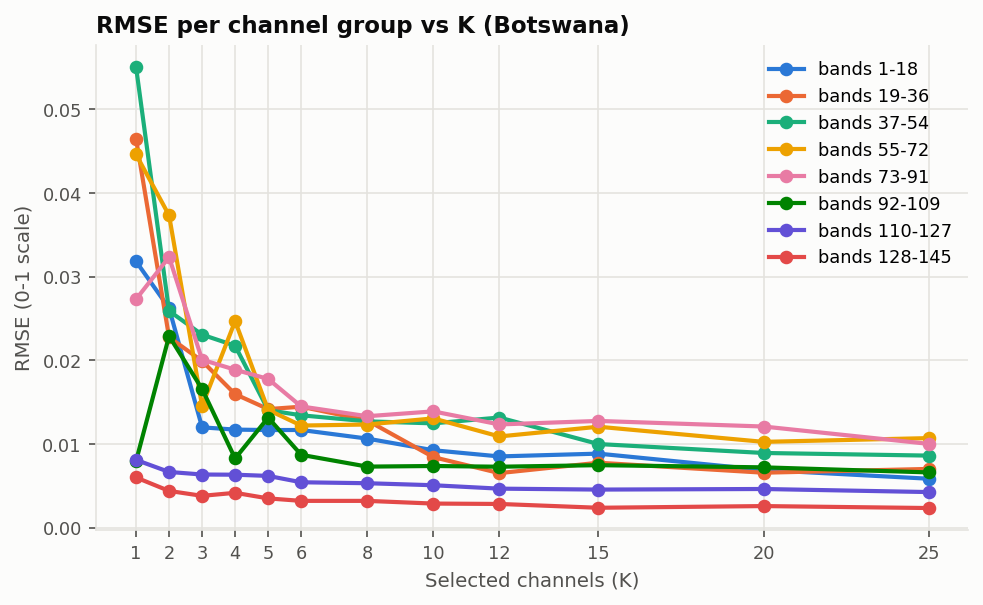 RMSE per channel group vs K (Botswana)
RMSE (0-1 scale)
0.05
0.04
0.03
0.02
0.01
0.00
bands 1-18
bands 19-36
bands 37-54
bands 55-72
bands 73-91
bands 92-109
bands 110-127
bands 128-145
1 2 3 4 5 6 8 10 12 15 20 25
Selected channels (K)